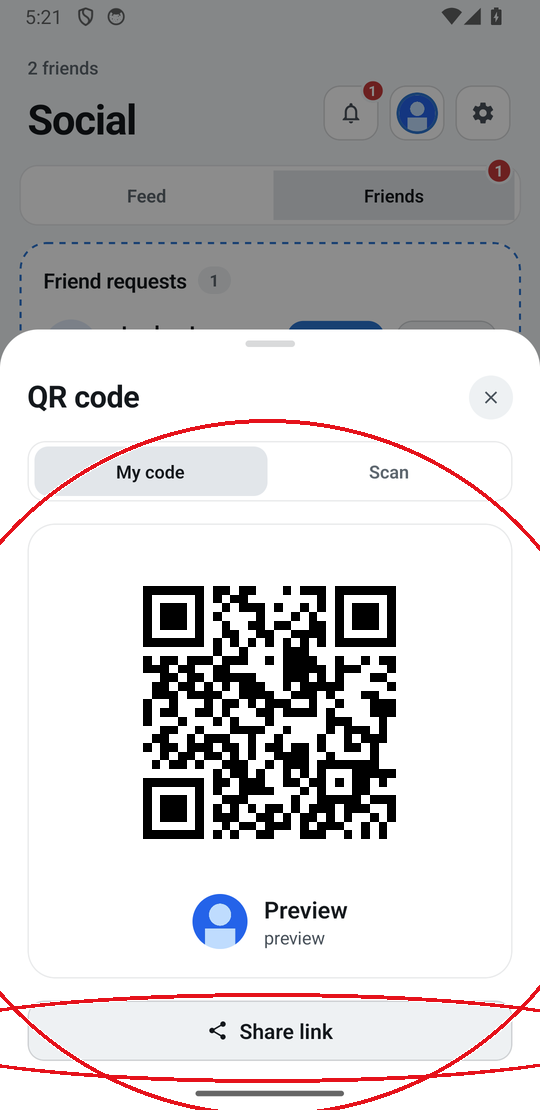 5:21
2 friends
Social
1
Feed
Friends
1
Friend requests
1
QR code
My code
Scan
Preview
preview
Share link